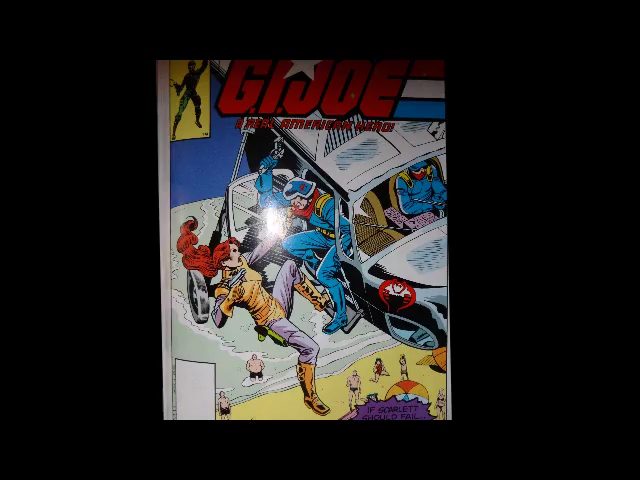 G.I.JOE
A REAL AMERICAN HERO!
IF SCARLETT
SHOULD FAIL...